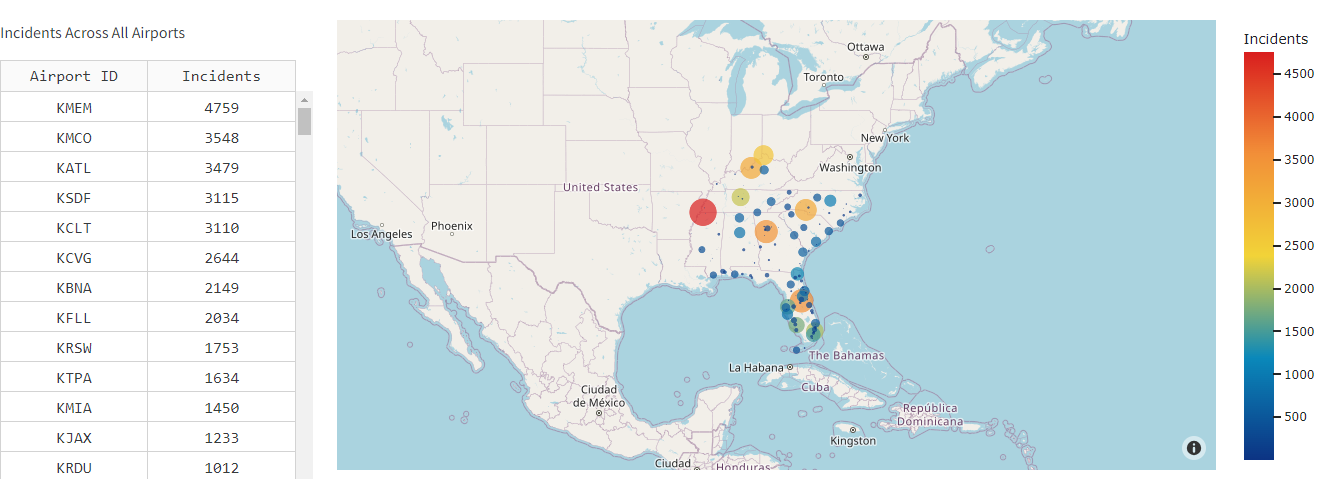 Incidents Across All Airports
Airport ID Incidents
KMEM 4759
KMCO 3548
KATL 3479
KSDF 3115
KCLT 3110
KCVG 2644
KBNA 2149
KFLL 2034
KRSW 1753
KTPA 1634
KMIA 1450
KJAX 1233
KRDU 1012
Ottawa
Toronto
New York
Washington
United States
Phoenix
Los Angeles
The Bahamas
La Habana
Cuba
Ciudad
de México
República
Dominicana
Kingston
Ciudad
Honduras
Incidents
4500
4000
3500
3000
2500
2000
1500
1000
500